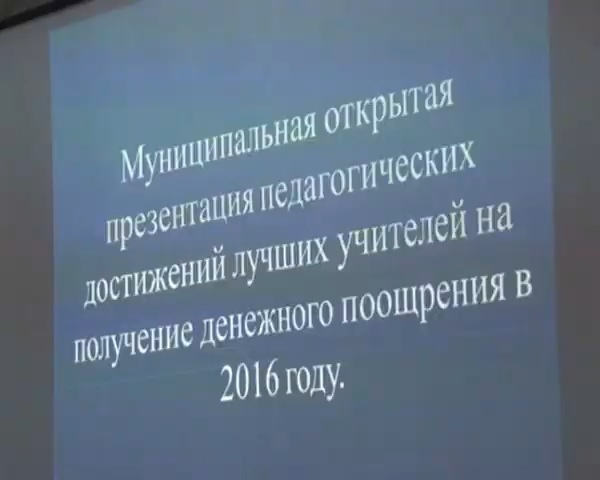 Муниципальная открытая
презентация педагогических
достижений лучших учителей на
получение денежного поощрения в
2016 году.